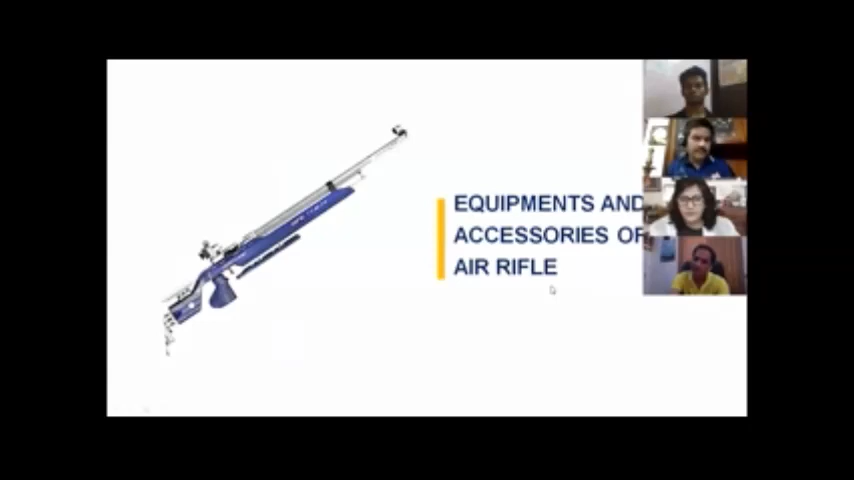 EQUIPMENTS AND
ACCESSORIES OF
AIR RIFLE